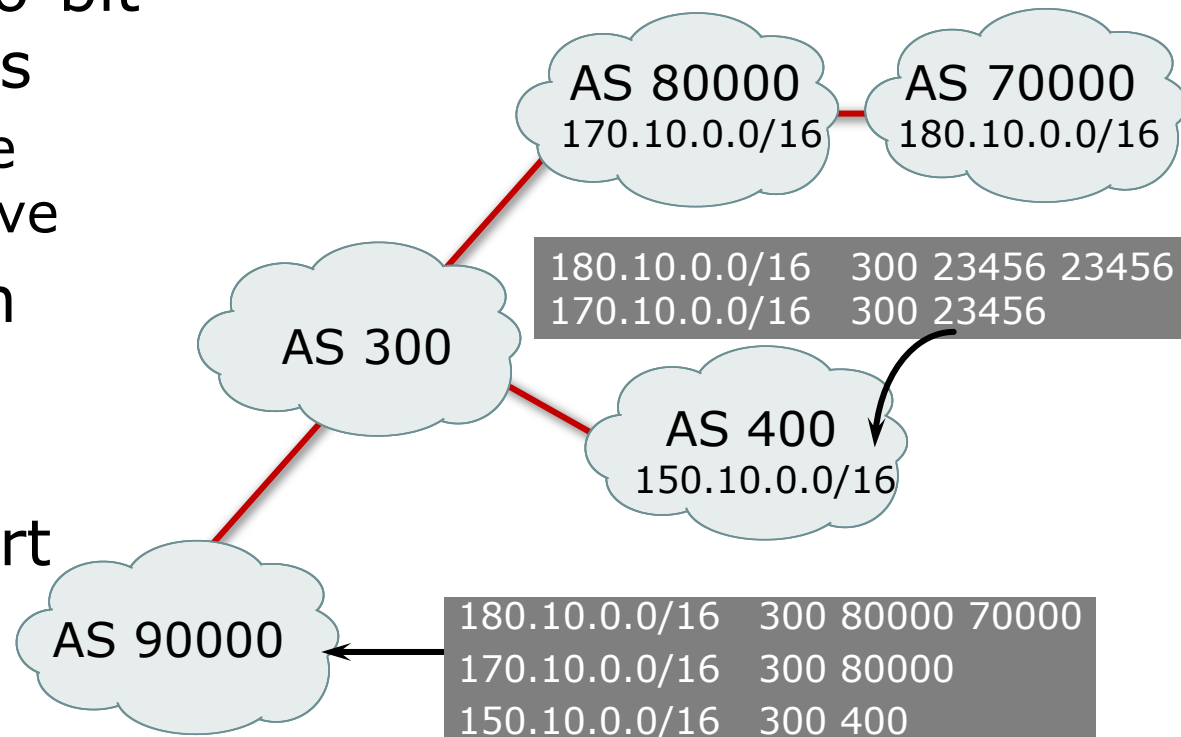 bit
s
e
ve
n
rt
AS 80000
170.10.0.0/16
AS 70000
180.10.0.0/16
180.10.0.0/16 300 23456 23456
170.10.0.0/16 300 23456
AS 300
AS 400
150.10.0.0/16
AS 90000
180.10.0.0/16 300 80000 70000
170.10.0.0/16 300 80000
150.10.0.0/16 300 400